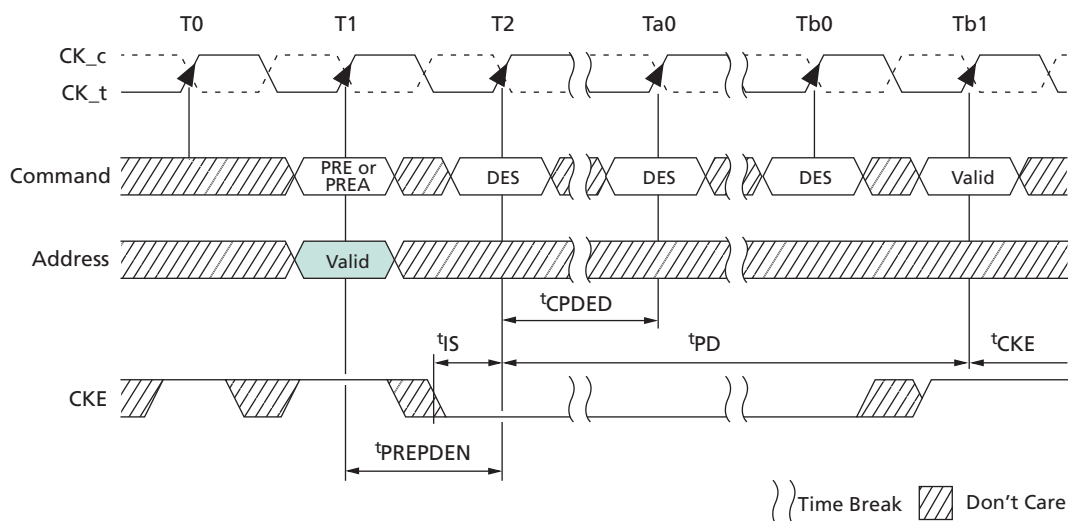 T0 T1 T2 Ta0 Tb0 Tb1
CK_c
CK_t
Command PRE or PREA DES DES DES Valid
Address Valid
tCPDED
tIS tPD tCKE
CKE
tPREPDEN
Time Break Don't Care